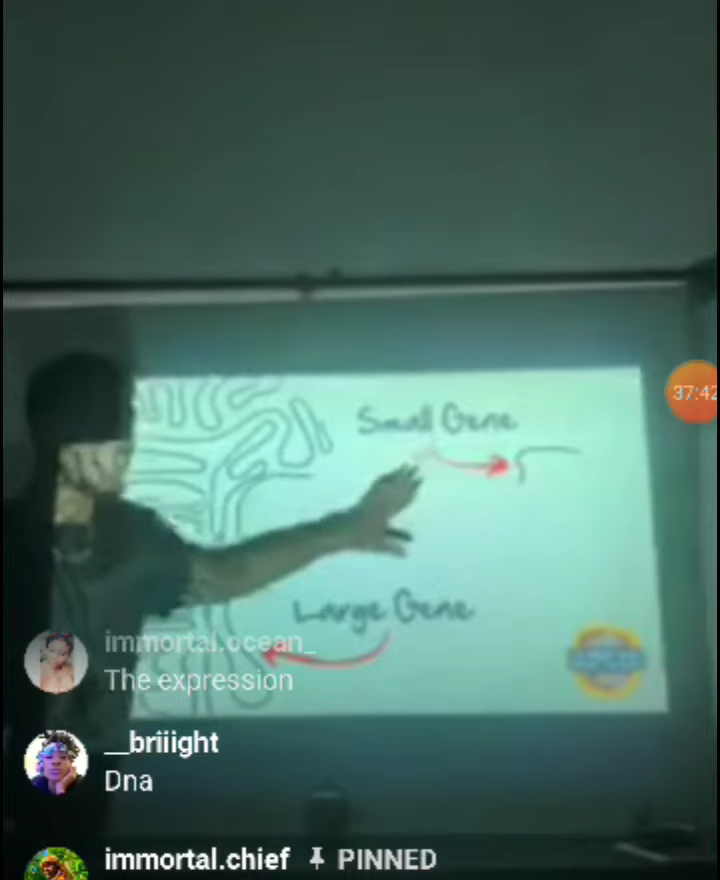 Small Gene
37:42
Large Gene
immortal.ocean_
The expression
__briiight
Dna
immortal.chief PINNED